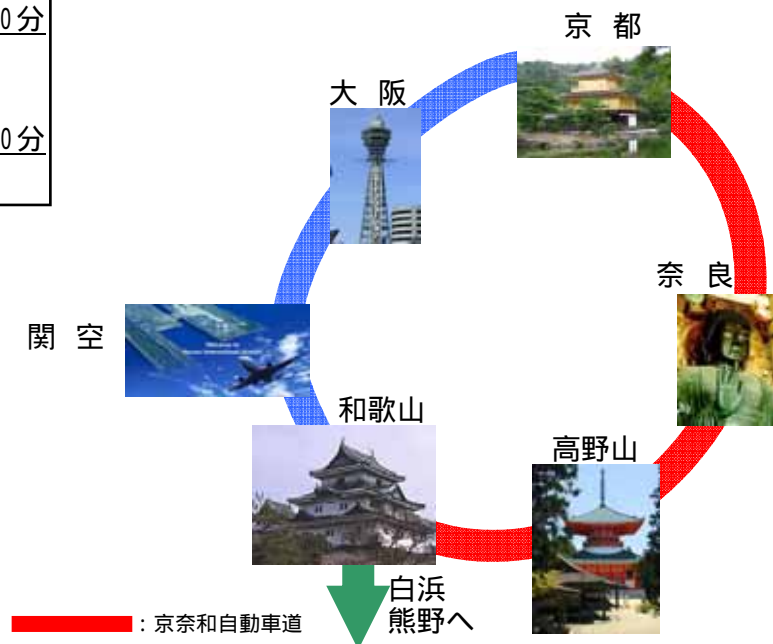 0分
0分
京 都
大 阪
奈 良
関 空
和歌山
高野山
白浜
熊野へ
：京奈和自動車道